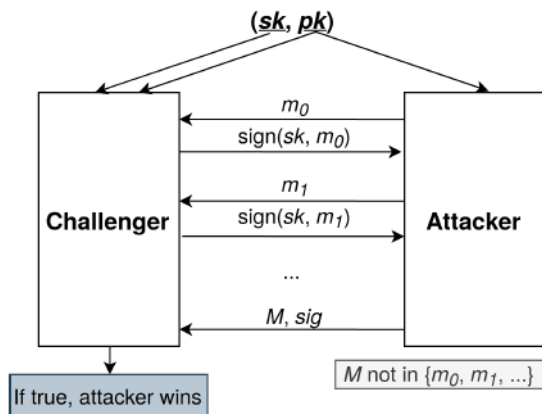 (sk, pk)
m0
sign(sk, m0)
m1
sign(sk, m1)
Challenger
Attacker
...
M, sig
If true, attacker wins
M not in {m0, m1, ...}